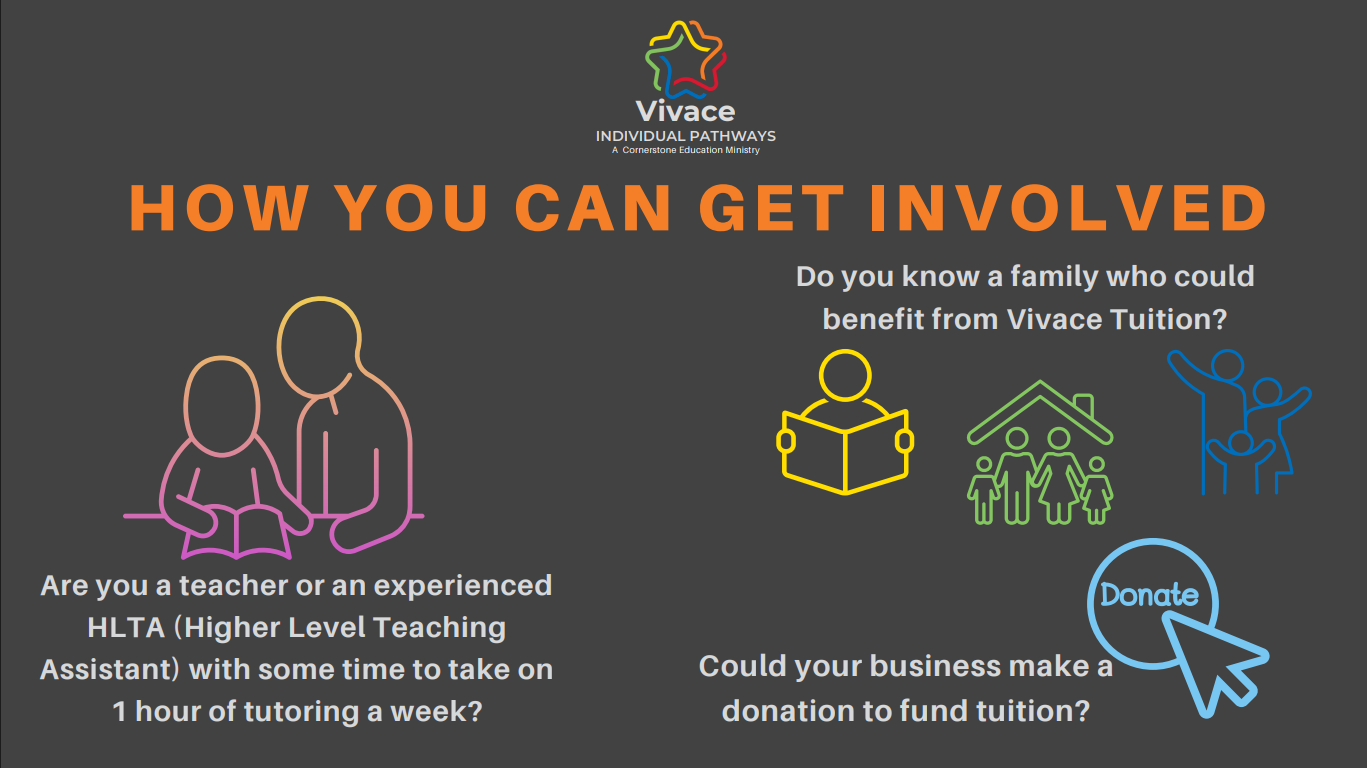 Vivace
INDIVIDUAL PATHWAYS
A Cornerstone Education Ministry
HOW YOU CAN GET INVOLVED
Do you know a family who could
benefit from Vivace Tuition?
Are you a teacher or an experienced
HLTA (Higher Level Teaching
Assistant) with some time to take on
1 hour of tutoring a week?
Donate
Could your business make a
donation to fund tuition?